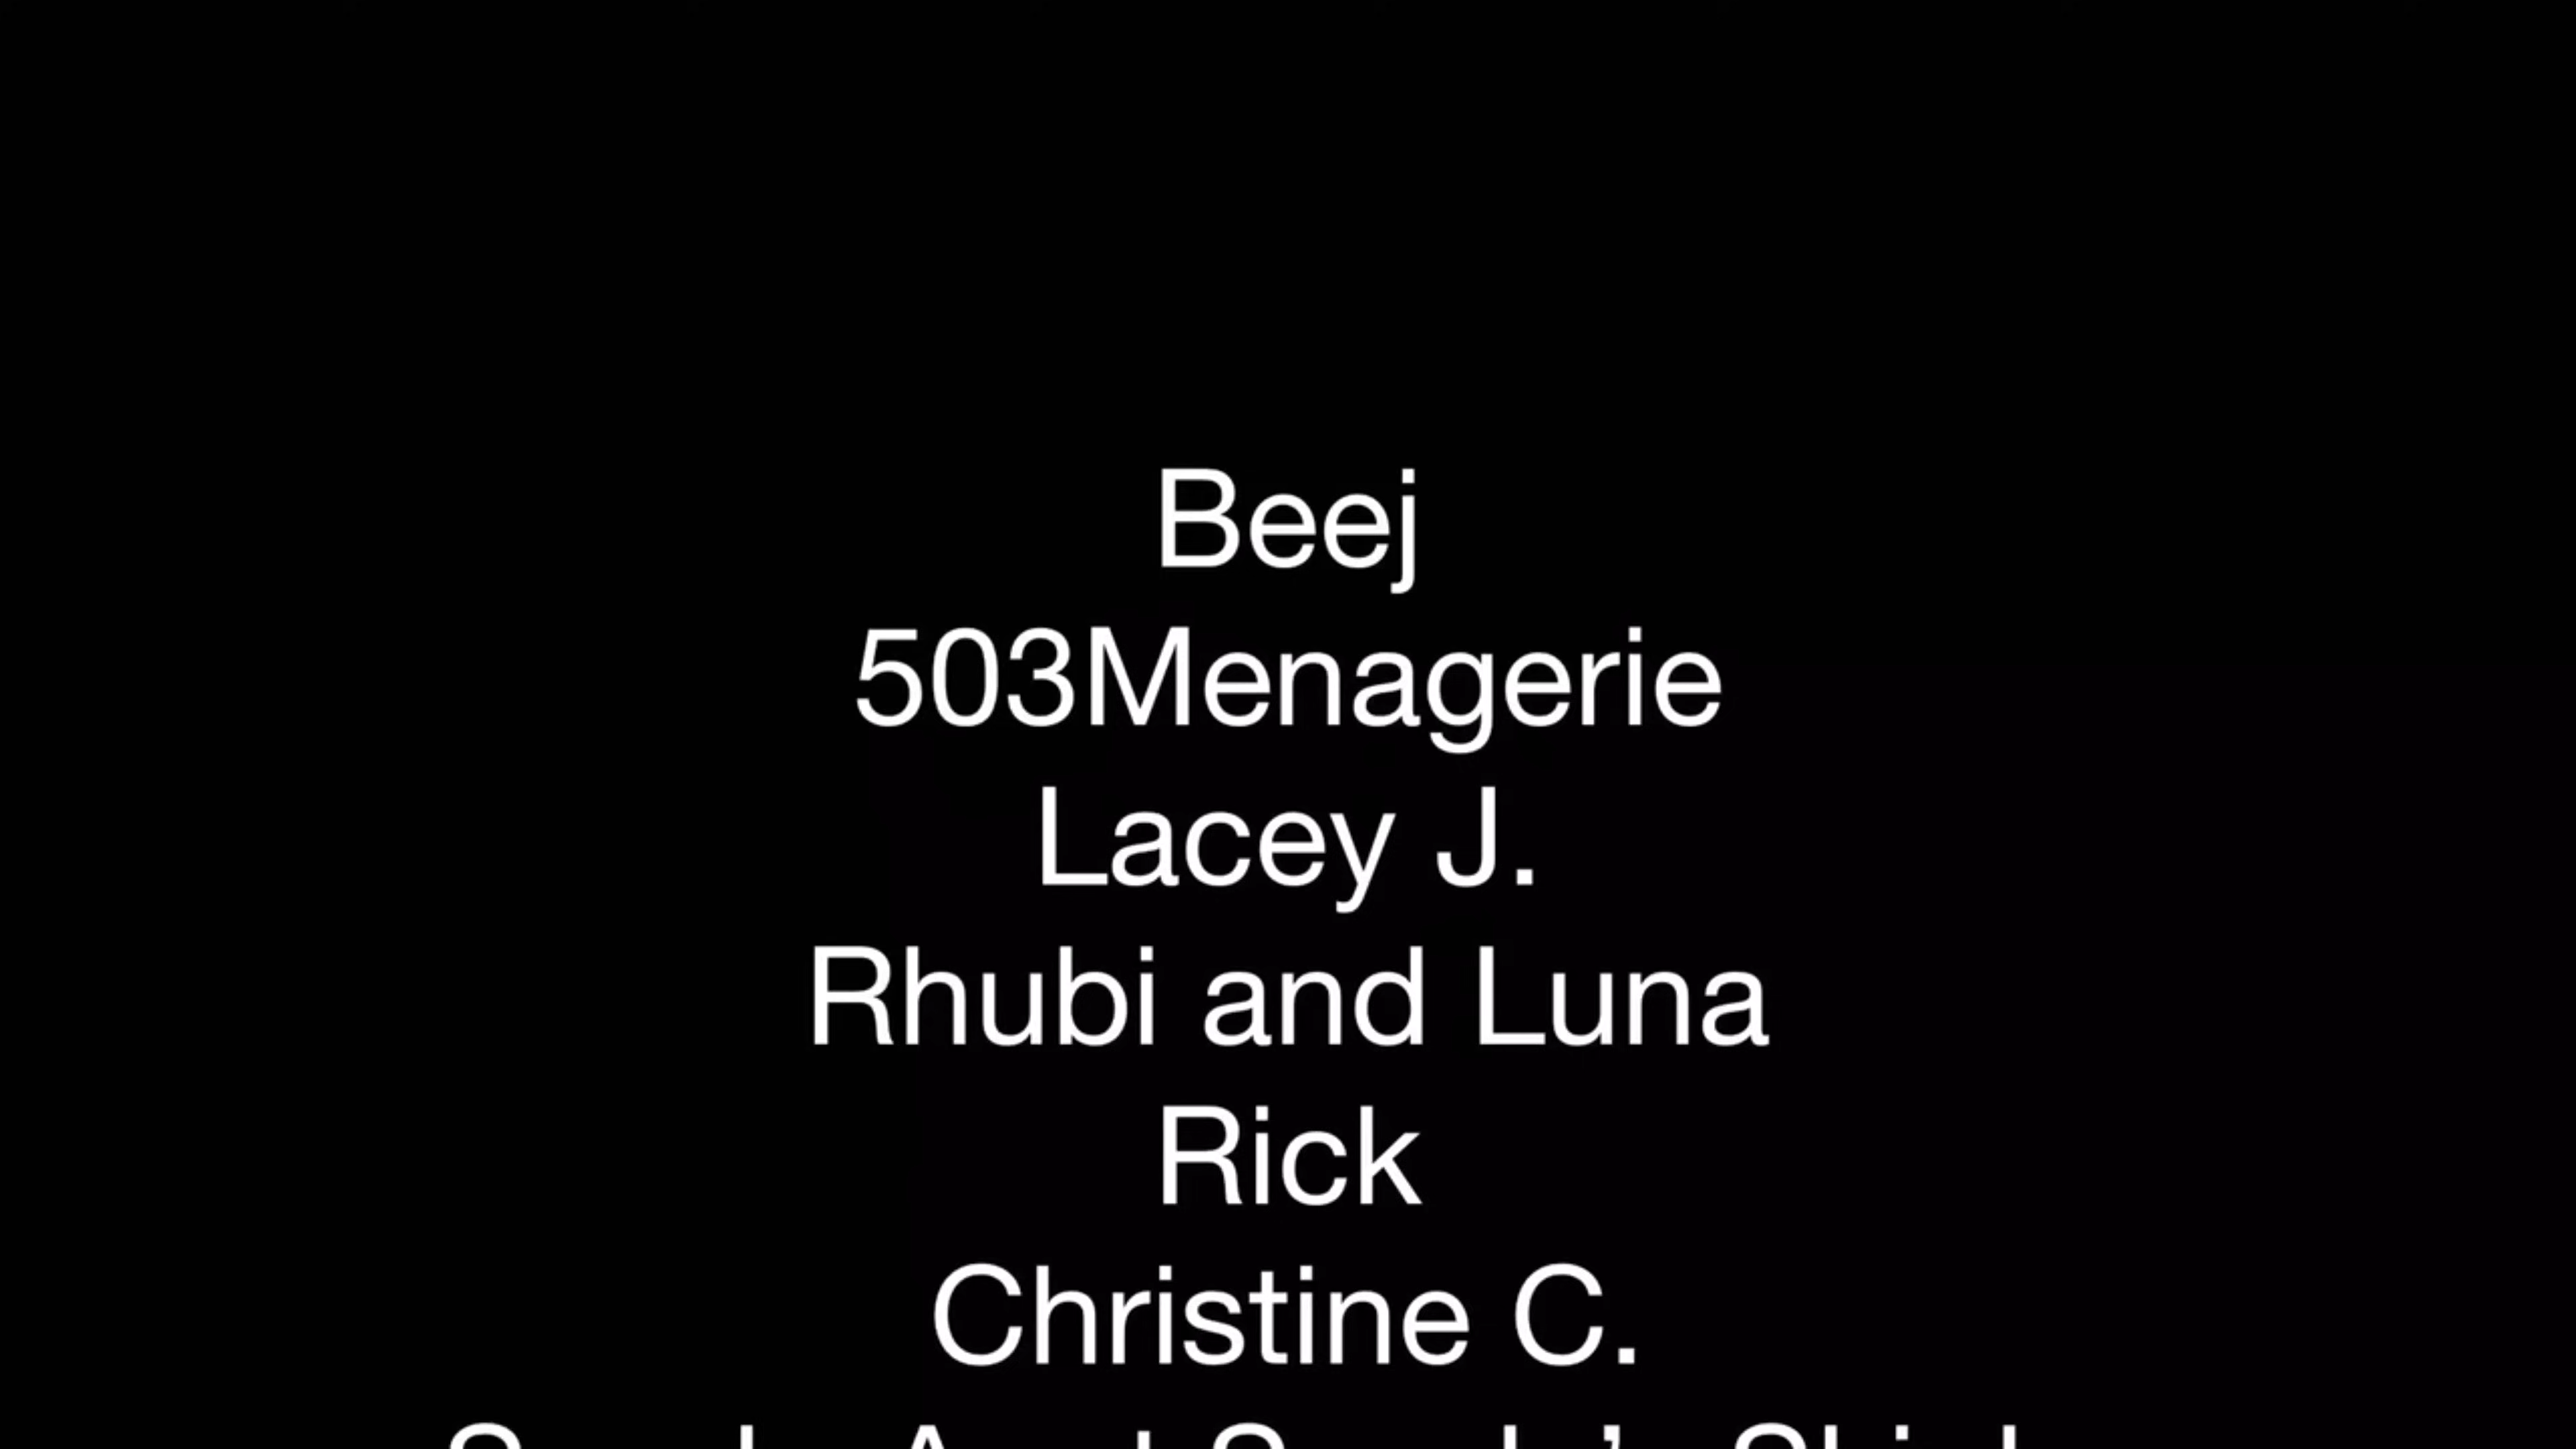 Beej
503Menagerie
Lacey J.
Rhubi and Luna
Rick
Christine C.